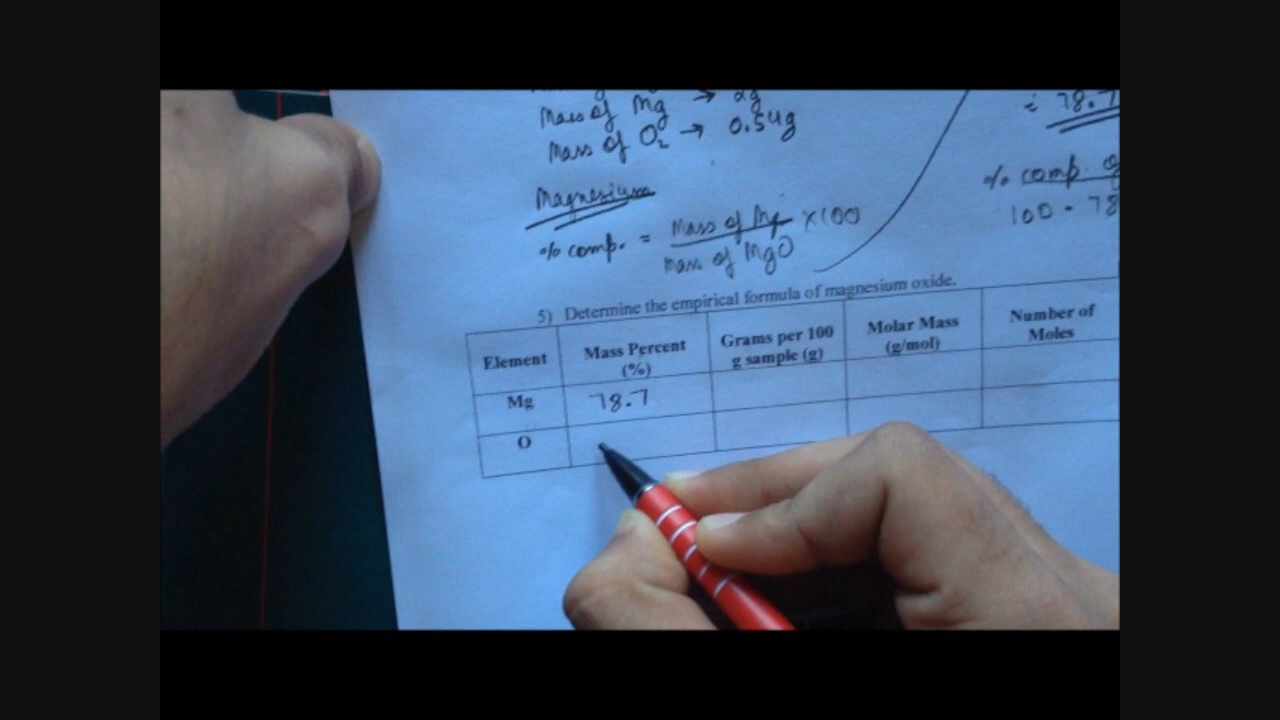 Mass of Mg → 2g
Mass of O₂ → 0.54g
Magnesium
% comp. = Mass of Mg × 100
Mass of MgO
= 78.7
% comp. of
100 - 78
5) Determine the empirical formula of magnesium oxide.
Element Mass Percent (%) Grams per 100 g sample (g) Molar Mass (g/mol) Number of Moles
Mg 78.7
O